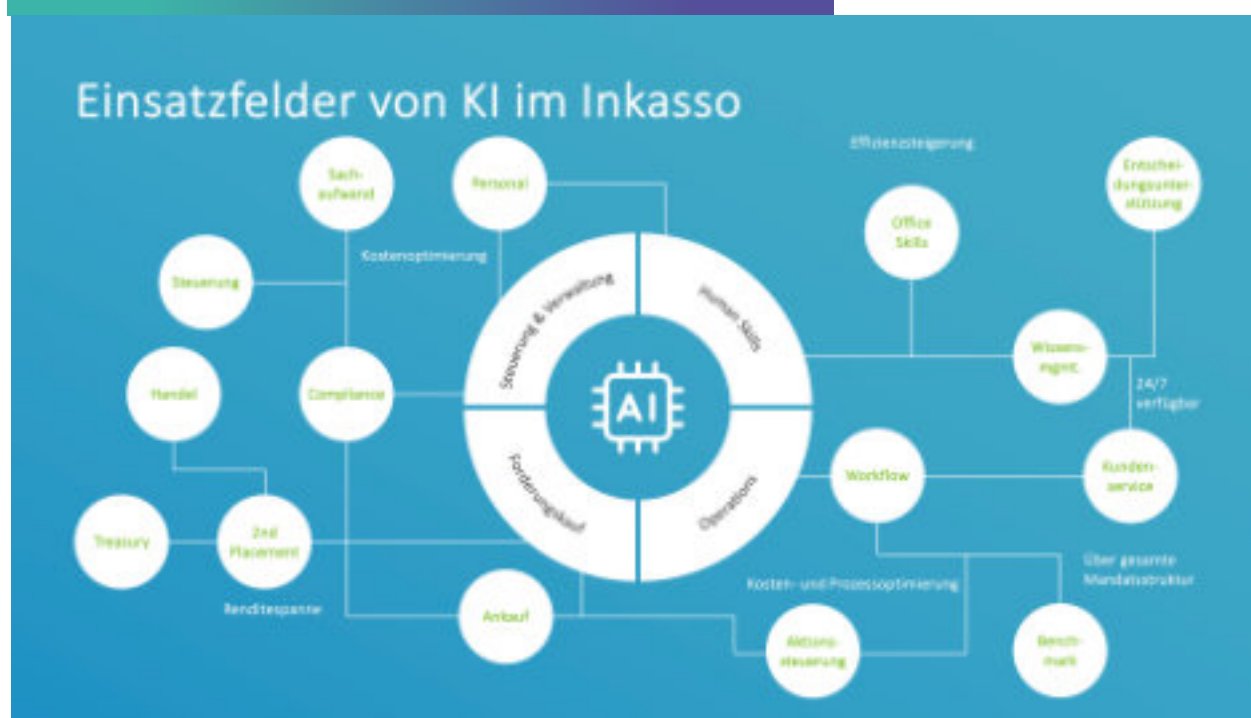 Einsatzfelder von KI im Inkasso
Sach-
aufwand
Personal
Effizienzsteigerung
Entschei-
dungsunter-
stützung
Office
Skills
Kostenoptimierung
Steuerung
Steuerung & Verwaltung
Human Skills
Wissens-
mgmt.
24/7
verfügbar
Handel
Compliance
AI
Workflow
Kunden-
service
Forderungskauf
Operations
Treasury
2nd
Placement
Renditespanne
Ankauf
Kosten- und Prozessoptimierung
Über gesamte
Mandatsstruktur
Aktions-
steuerung
Bench-
mark